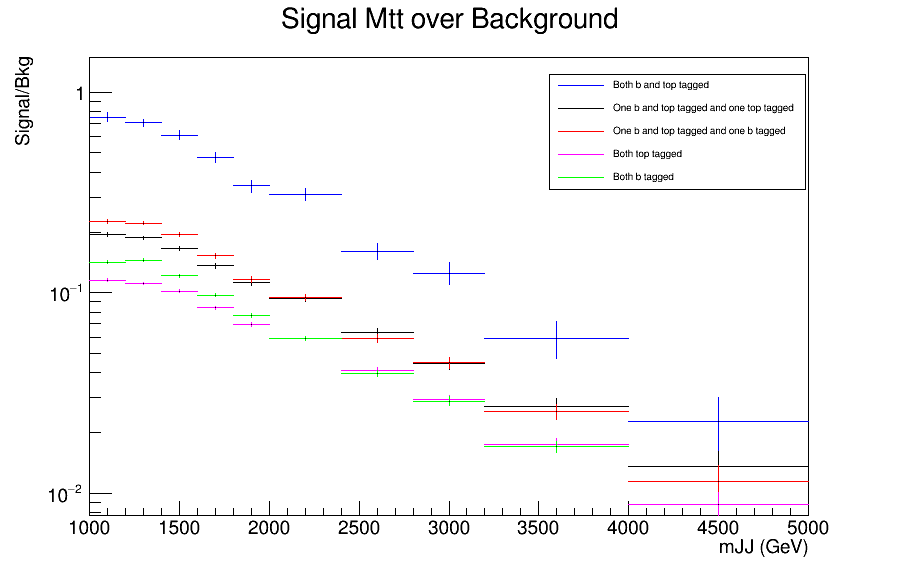 Signal Mtt over Background
Signal/Bkg
1
10⁻¹
10⁻²
Both b and top tagged
One b and top tagged and one top tagged
One b and top tagged and one b tagged
Both top tagged
Both b tagged
1000 1500 2000 2500 3000 3500 4000 4500 5000
mJJ (GeV)